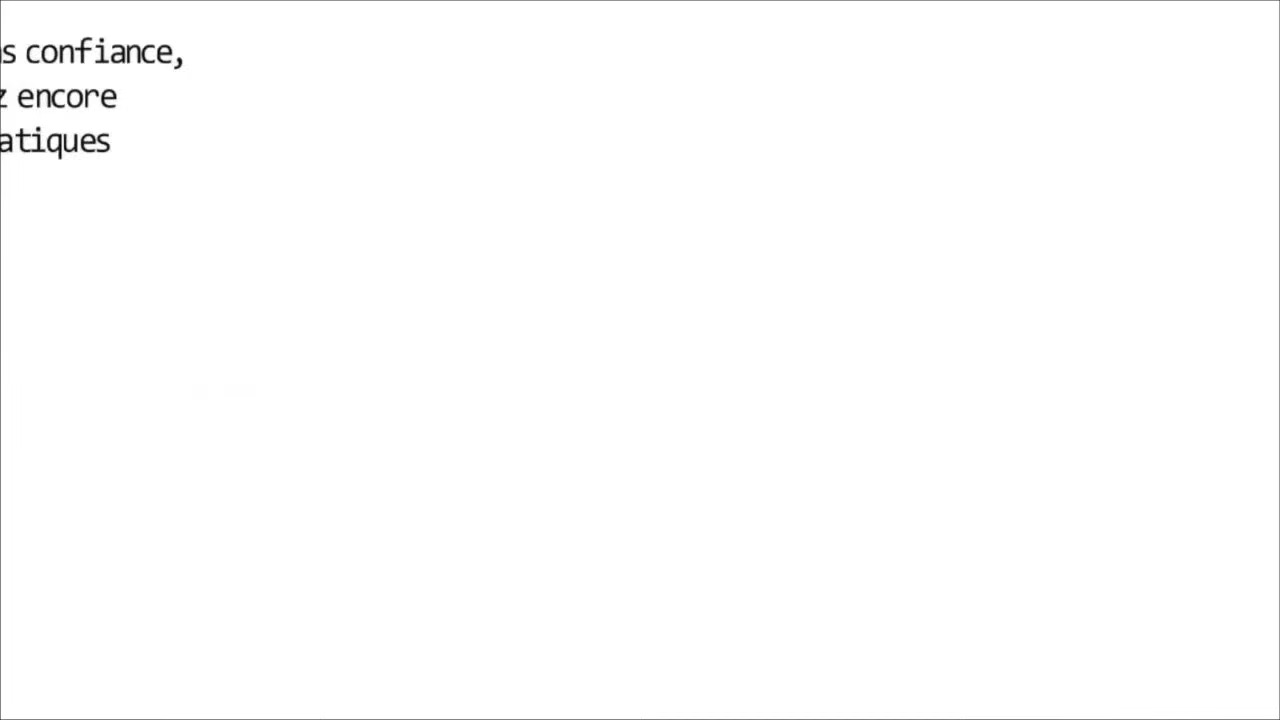 s confiance,
z encore
atiques